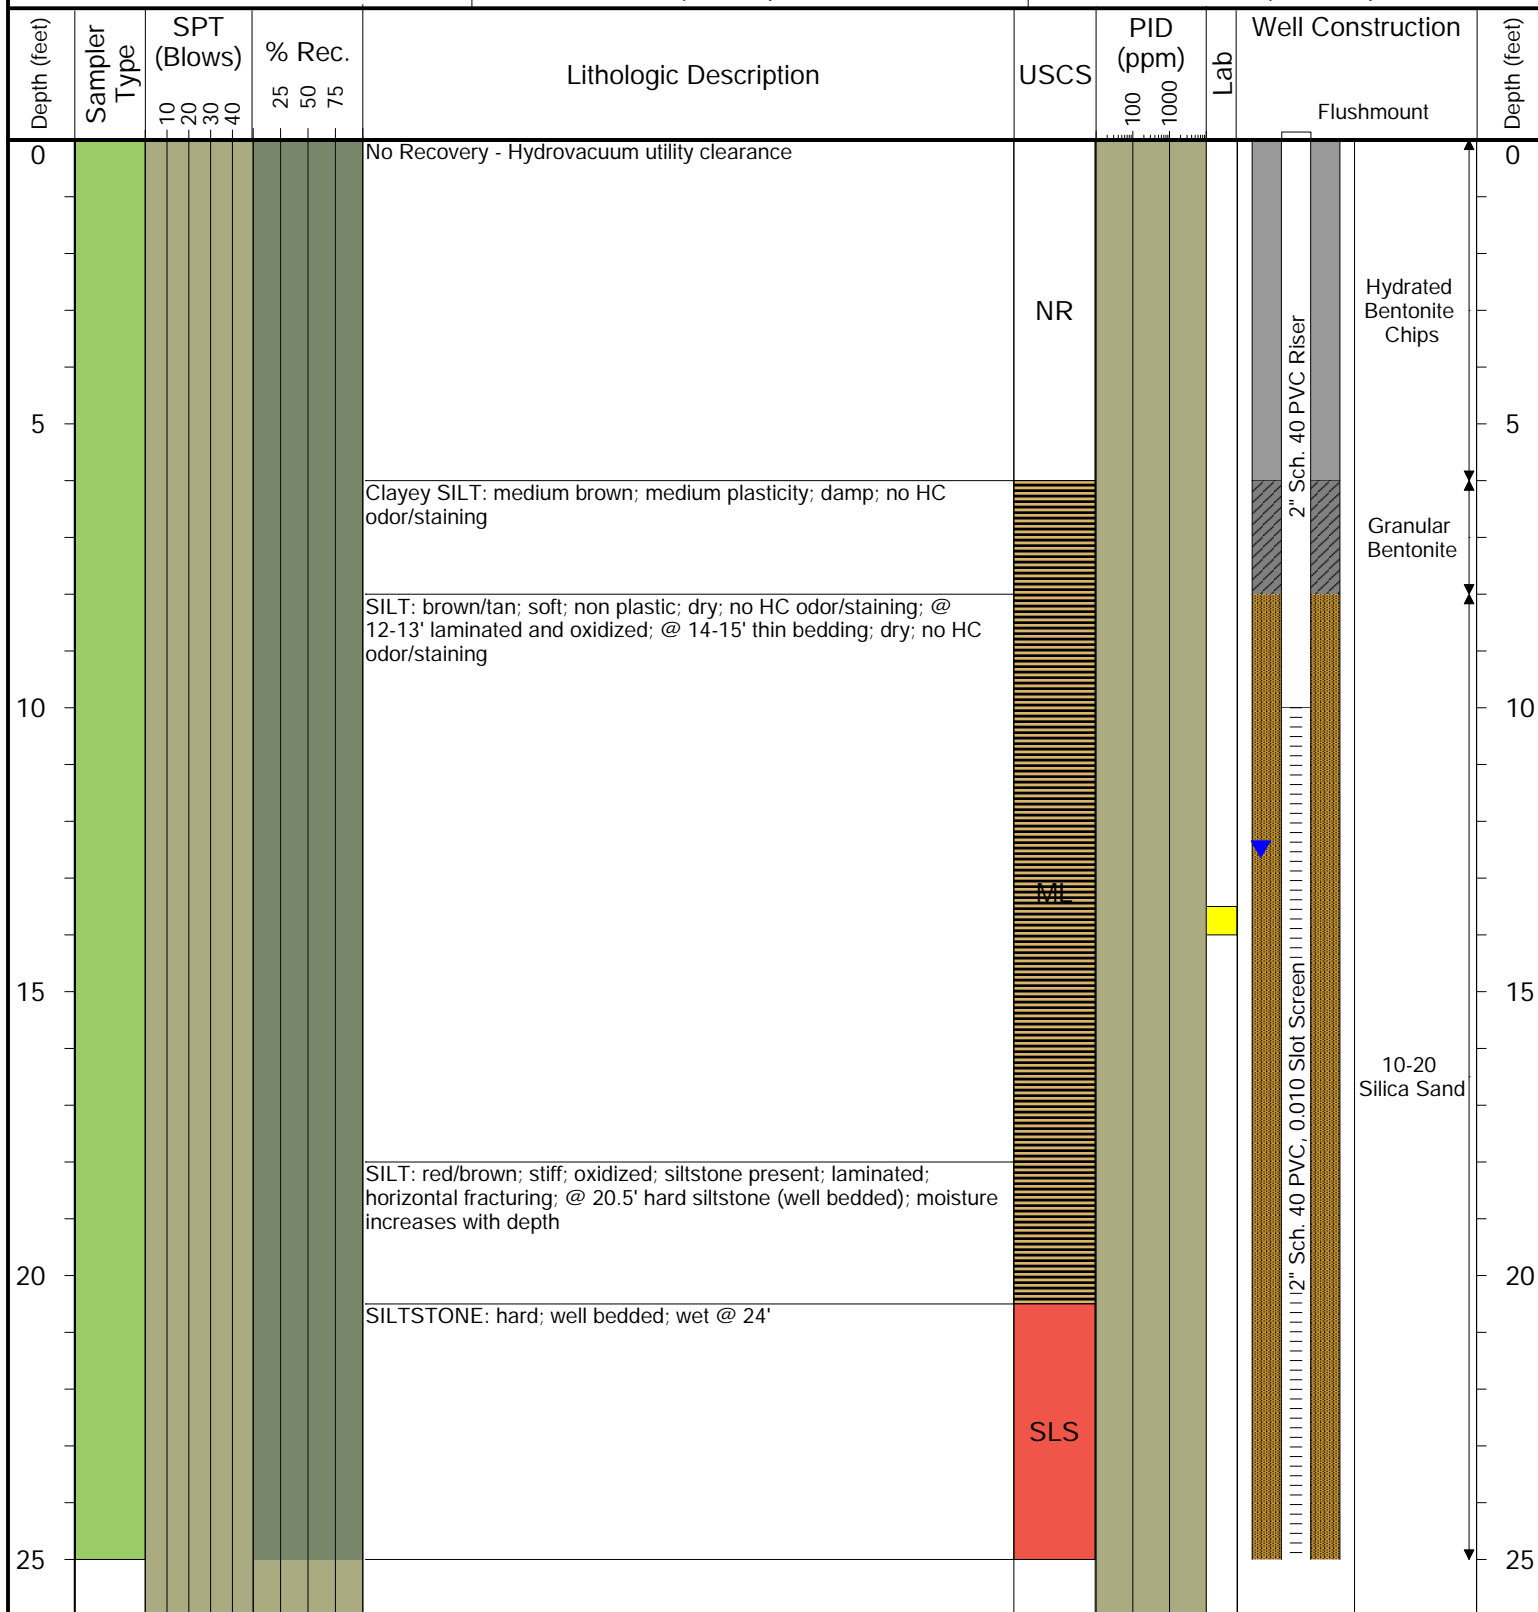 Depth (feet)
Sampler
Type
SPT
(Blows)
10
20
30
40
% Rec.
25
50
75
Lithologic Description
USCS
PID
(ppm)
100
1000
Lab
Well Construction
Flushmount
Depth (feet)
0
No Recovery - Hydrovacuum utility clearance
0
NR
Hydrated
Bentonite
Chips
2" Sch. 40 PVC Riser
5
5
Clayey SILT: medium brown; medium plasticity; damp; no HC
odor/staining
Granular
Bentonite
SILT: brown/tan; soft; non plastic; dry; no HC odor/staining; @
12-13' laminated and oxidized; @ 14-15' thin bedding; dry; no HC
odor/staining
10
10
ML
15
15
2" Sch. 40 PVC, 0.010 Slot Screen
10-20
Silica Sand
SILT: red/brown; stiff; oxidized; siltstone present; laminated;
horizontal fracturing; @ 20.5' hard siltstone (well bedded); moisture
increases with depth
20
20
SILTSTONE: hard; well bedded; wet @ 24'
SLS
25
25